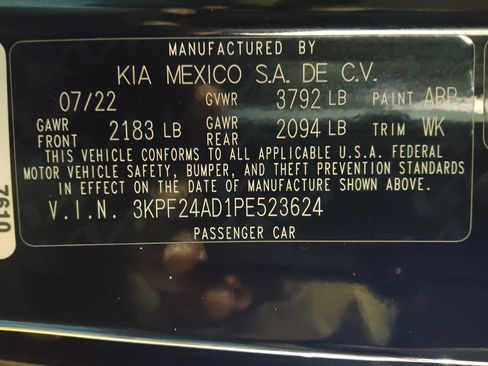 MANUFACTURED BY
KIA MEXICO S.A. DE C.V.
07/22 GVWR 3792 LB PAINT ABP
GAWR FRONT 2183 LB GAWR REAR 2094 LB TRIM WK
THIS VEHICLE CONFORMS TO ALL APPLICABLE U.S.A. FEDERAL
MOTOR VEHICLE SAFETY, BUMPER, AND THEFT PREVENTION STANDARDS
IN EFFECT ON THE DATE OF MANUFACTURE SHOWN ABOVE.
V.I.N. 3KPF24AD1PE523624
PASSENGER CAR
7610